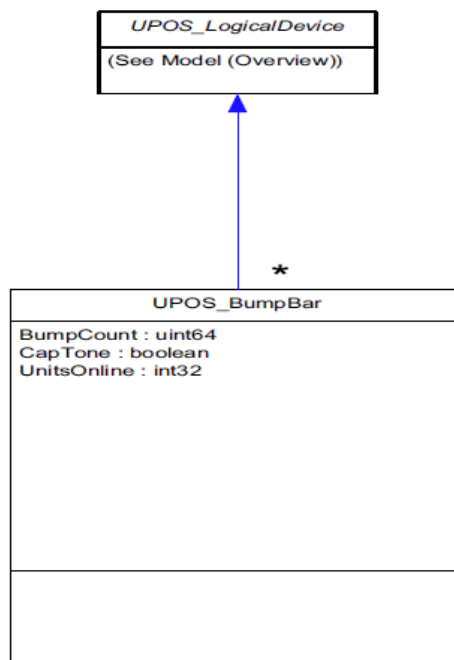 UPOS_LogicalDevice
(See Model (Overview))
*
UPOS_BumpBar
BumpCount : uint64
CapTone : boolean
UnitsOnline : int32